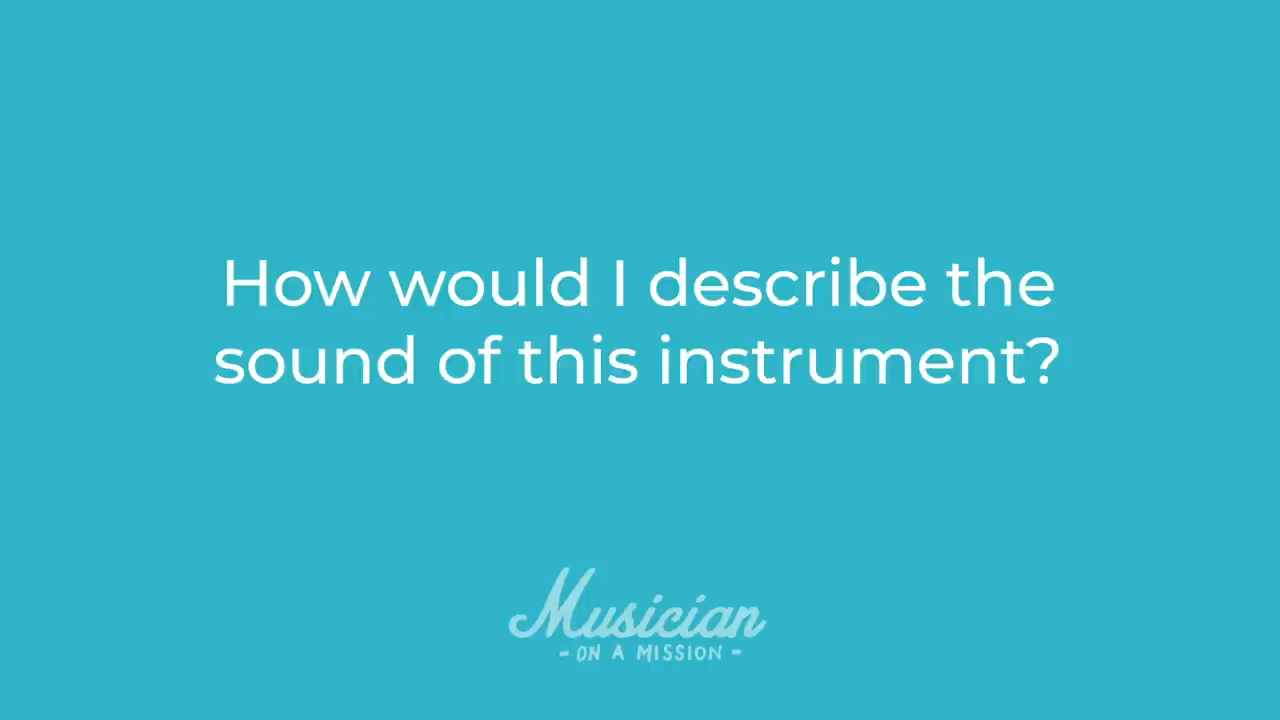 How would I describe the
sound of this instrument?
Musician
- ON A MISSION -